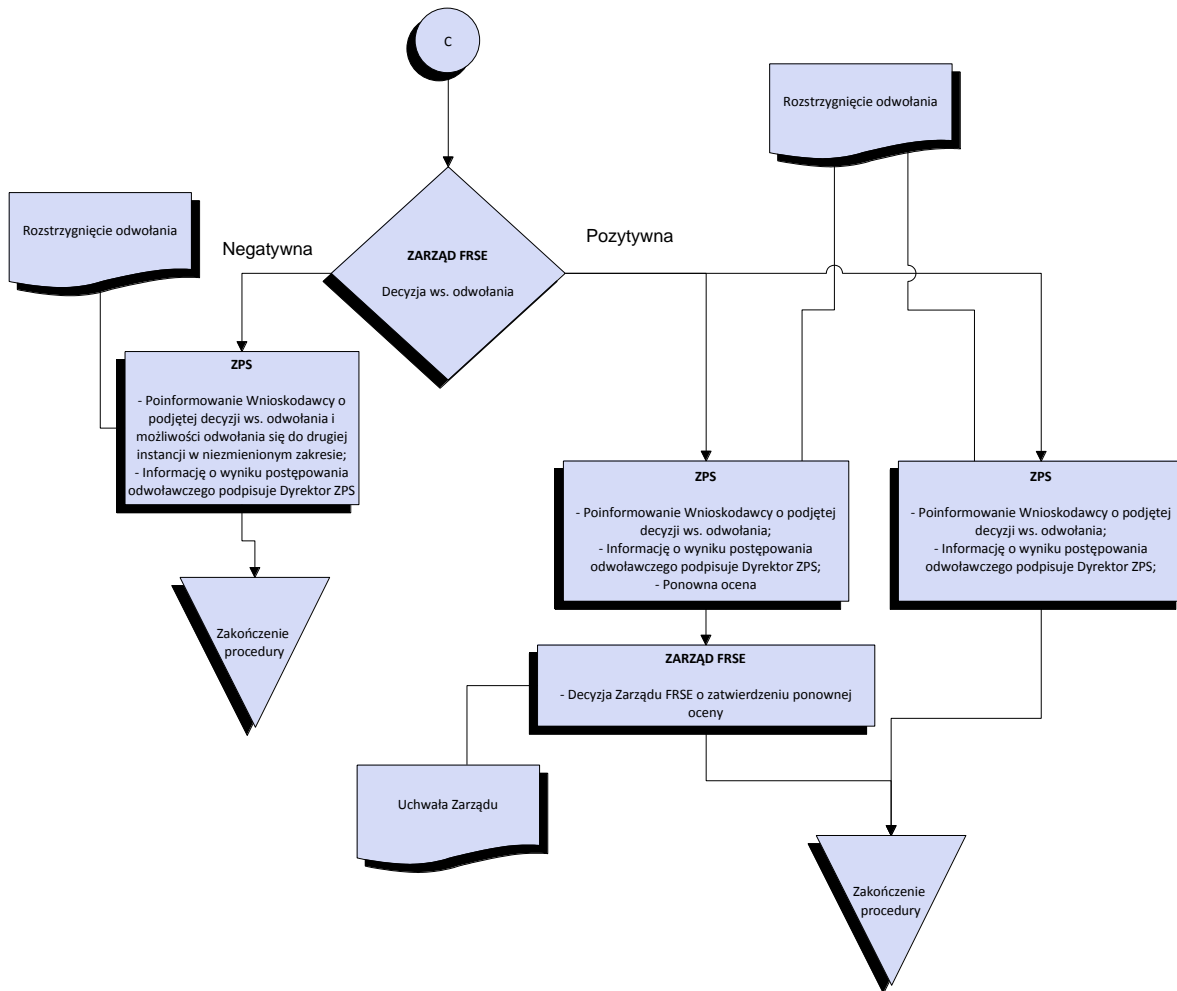 C
Rozstrzygnięcie odwołania
Rozstrzygnięcie odwołania
Negatywna
Pozytywna
ZARZĄD FRSE
Decyzja ws. odwołania
ZPS
- Poinformowanie Wnioskodawcy o
podjętej decyzji ws. odwołania i
możliwości odwołania się do drugiej
instancji w niezmienionym zakresie;
- Informację o wyniku postępowania
odwoławczego podpisuje Dyrektor ZPS
ZPS
- Poinformowanie Wnioskodawcy o podjętej
decyzji ws. odwołania;
- Informację o wyniku postępowania
odwoławczego podpisuje Dyrektor ZPS;
- Ponowna ocena
ZPS
- Poinformowanie Wnioskodawcy o podjętej
decyzji ws. odwołania;
- Informację o wyniku postępowania
odwoławczego podpisuje Dyrektor ZPS;
Zakończenie
procedury
ZARZĄD FRSE
- Decyzja Zarządu FRSE o zatwierdzeniu ponownej
oceny
Uchwała Zarządu
Zakończenie
procedury